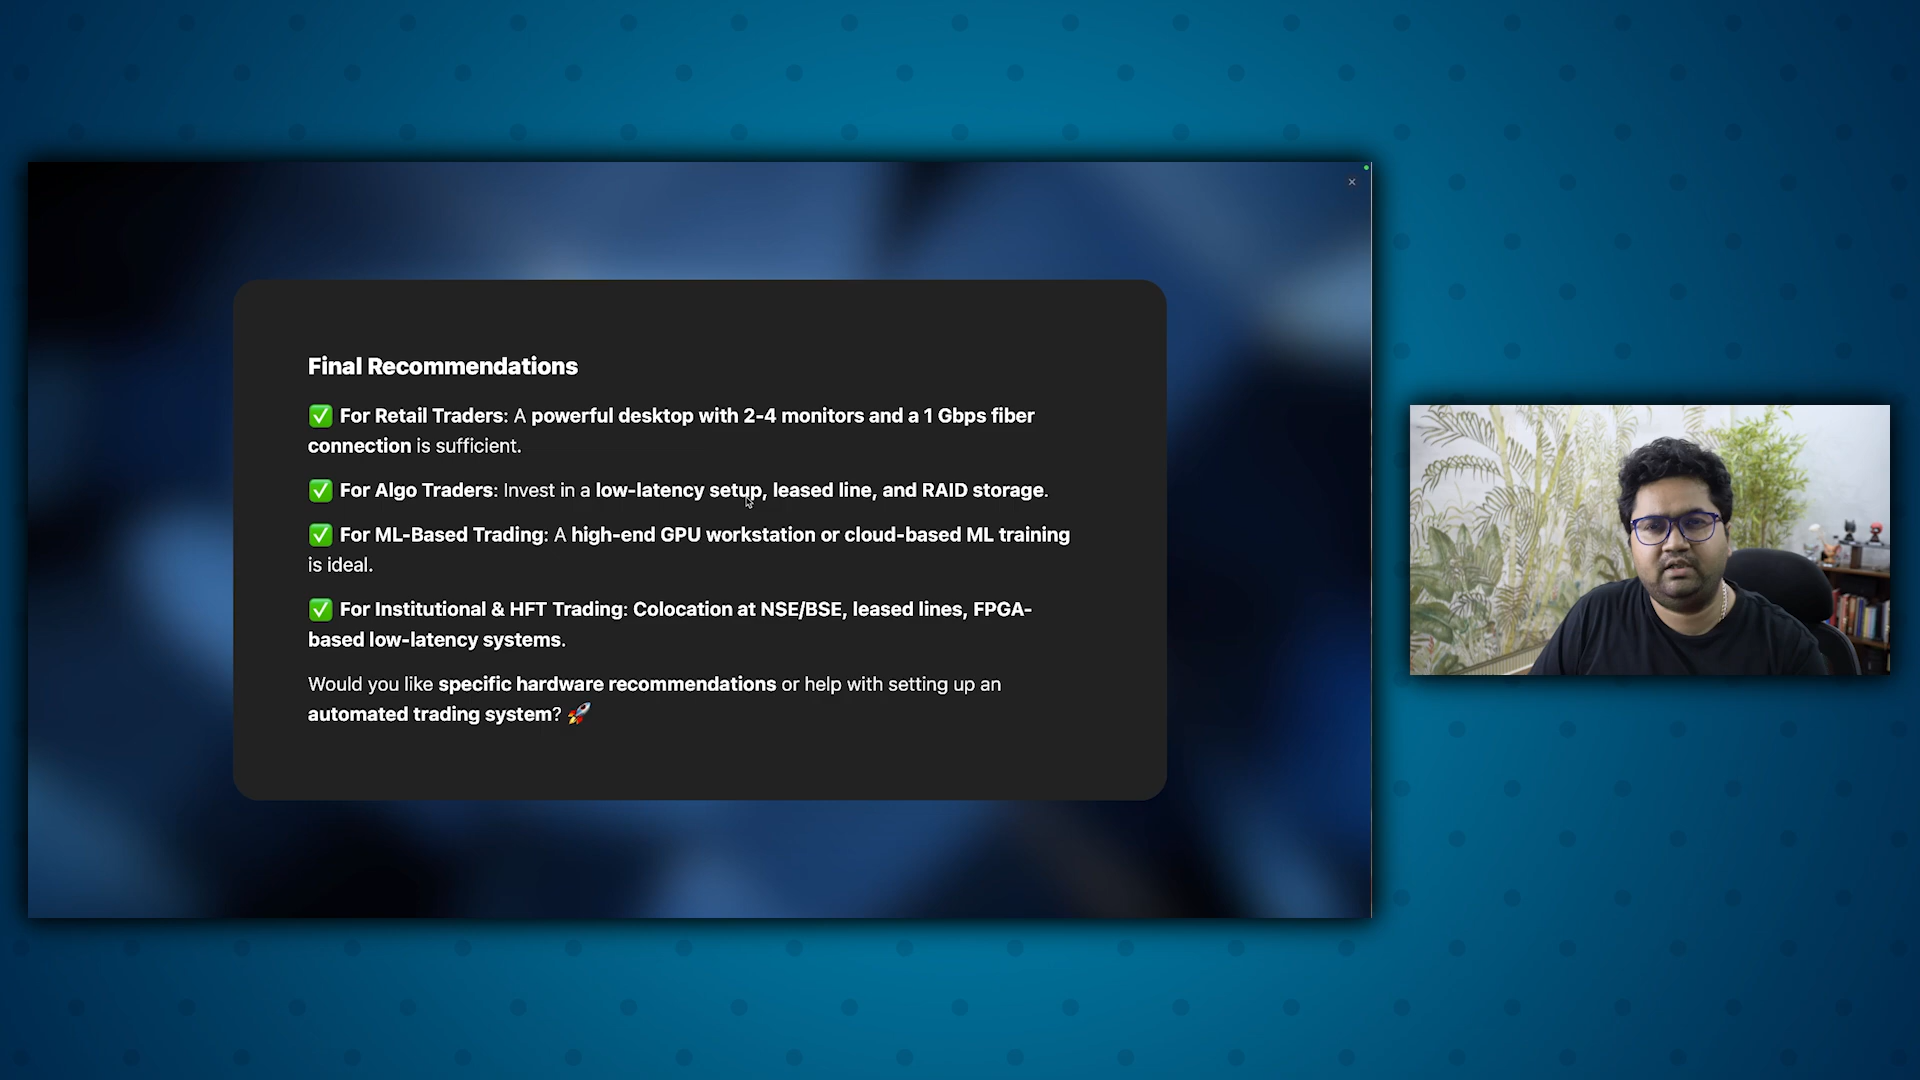 Final Recommendations
✅ For Retail Traders: A powerful desktop with 2-4 monitors and a 1 Gbps fiber
connection is sufficient.
✅ For Algo Traders: Invest in a low-latency setup, leased line, and RAID storage.
✅ For ML-Based Trading: A high-end GPU workstation or cloud-based ML training
is ideal.
✅ For Institutional & HFT Trading: Colocation at NSE/BSE, leased lines, FPGA-
based low-latency systems.
Would you like specific hardware recommendations or help with setting up an
automated trading system? 🚀